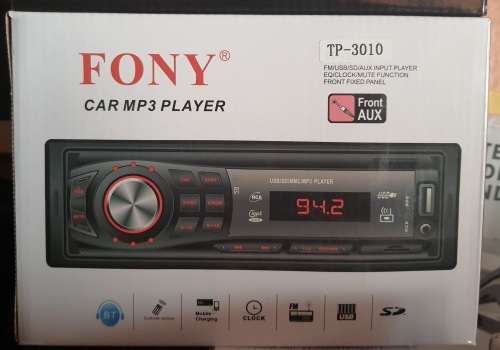 TP-3010
FONY®
CAR MP3 PLAYER
FM/USB/SD/AUX INPUT PLAYER
EQ/CLOCK/MUTE FUNCTION
FRONT FIXED PANEL
Front
AUX
USB/SD/MMC/MP3 PLAYER
94.2
BT
Mobile
Charging
CLOCK
FM
USB
SD